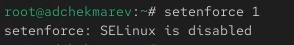 root@adchekmarev:~# setenforce 1
setenforce: SELinux is disabled